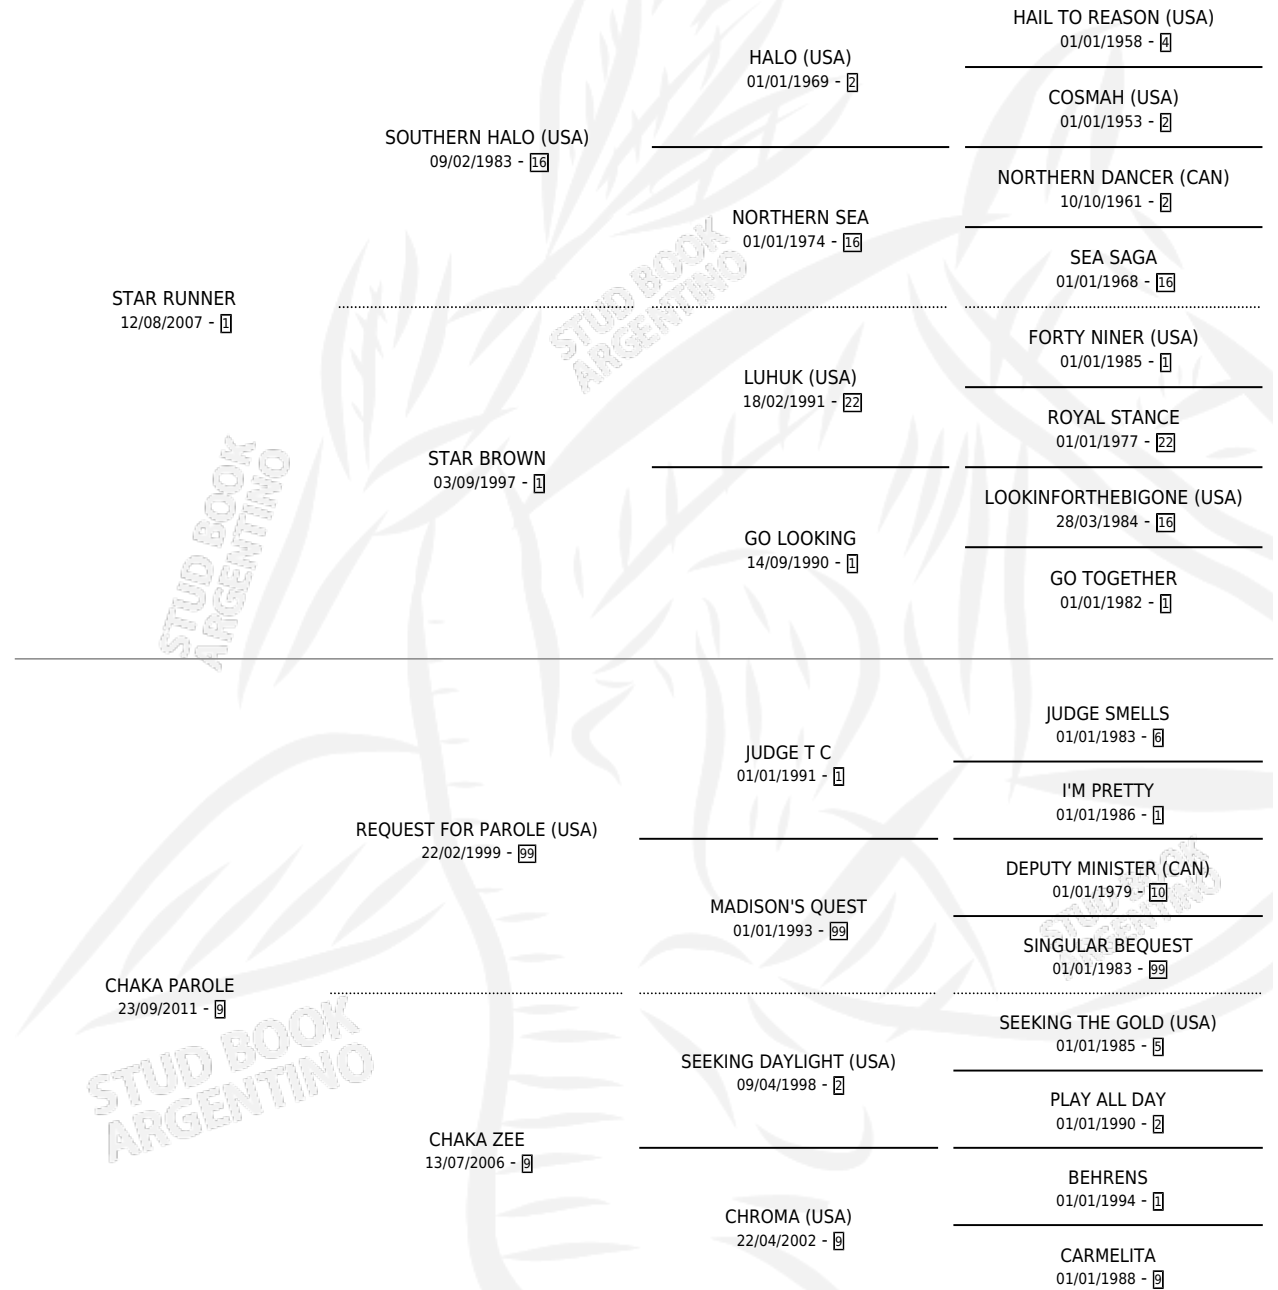 HAIL TO REASON (USA)
01/01/1958 - 4
HALO (USA)
01/01/1969 - 2
COSMAH (USA)
01/01/1953 - 2
SOUTHERN HALO (USA)
09/02/1983 - 16
NORTHERN DANCER (CAN)
10/10/1961 - 2
NORTHERN SEA
01/01/1974 - 16
SEA SAGA
01/01/1968 - 16
STAR RUNNER
12/08/2007 - 1
STUD BOOK
ARGENTINO
FORTY NINER (USA)
01/01/1985 - 1
LUHUK (USA)
18/02/1991 - 22
ROYAL STANCE
01/01/1977 - 22
STAR BROWN
03/09/1997 - 1
LOOKINFORTHEBIGONE (USA)
28/03/1984 - 16
GO LOOKING
14/09/1990 - 1
GO TOGETHER
01/01/1982 - 1
STUD BOOK
ARGENTINO
JUDGE SMELLS
01/01/1983 - 6
JUDGE T C
01/01/1991 - 1
I'M PRETTY
01/01/1986 - 1
REQUEST FOR PAROLE (USA)
22/02/1999 - 99
DEPUTY MINISTER (CAN)
01/01/1979 - 10
MADISON'S QUEST
01/01/1993 - 99
SINGULAR BEQUEST
01/01/1983 - 99
STUD BOOK
ARGENTINO
CHAKA PAROLE
23/09/2011 - 9
STUD BOOK
ARGENTINO
SEEKING THE GOLD (USA)
01/01/1985 - 5
SEEKING DAYLIGHT (USA)
09/04/1998 - 2
PLAY ALL DAY
01/01/1990 - 2
CHAKA ZEE
13/07/2006 - 9
BEHRENS
01/01/1994 - 1
CHROMA (USA)
22/04/2002 - 9
CARMELITA
01/01/1988 - 9